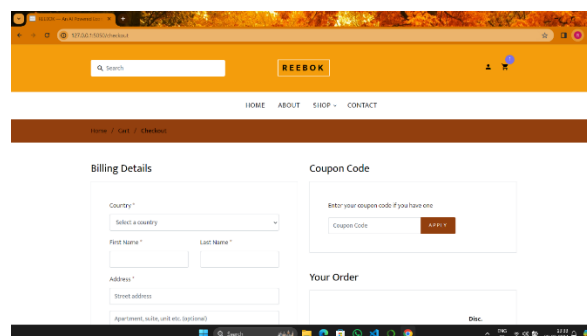 127.0.0.1:5050/checkout
Search
REEBOK
HOME ABOUT SHOP CONTACT
Home / Cart / Checkout
Billing Details
Coupon Code
Country *
Select a country
First Name *
Last Name *
Address *
Street address
Apartment, suite, unit etc. (optional)
Enter your coupon code if you have one
Coupon Code
APPLY
Your Order
Disc.
Search
ENG